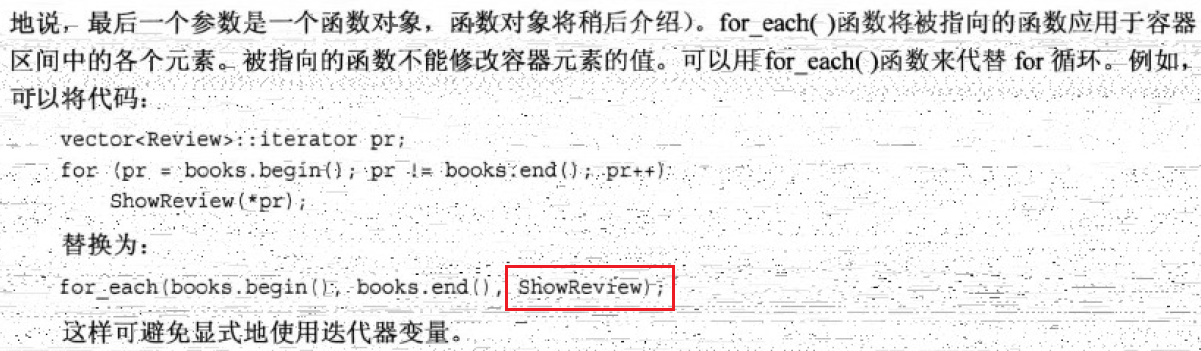 地说，最后一个参数是一个函数对象，函数对象将稍后介绍）。for_each( )函数将被指向的函数应用于容器
区间中的各个元素。被指向的函数不能修改容器元素的值。可以用 for_each( )函数来代替 for 循环。例如，
可以将代码：
vector<Review>::iterator pr;
for (pr = books.begin(); pr != books.end(); pr++)
ShowReview(*pr);
替换为：
for_each(books.begin(), books.end(), ShowReview);
这样可避免显式地使用迭代器变量。